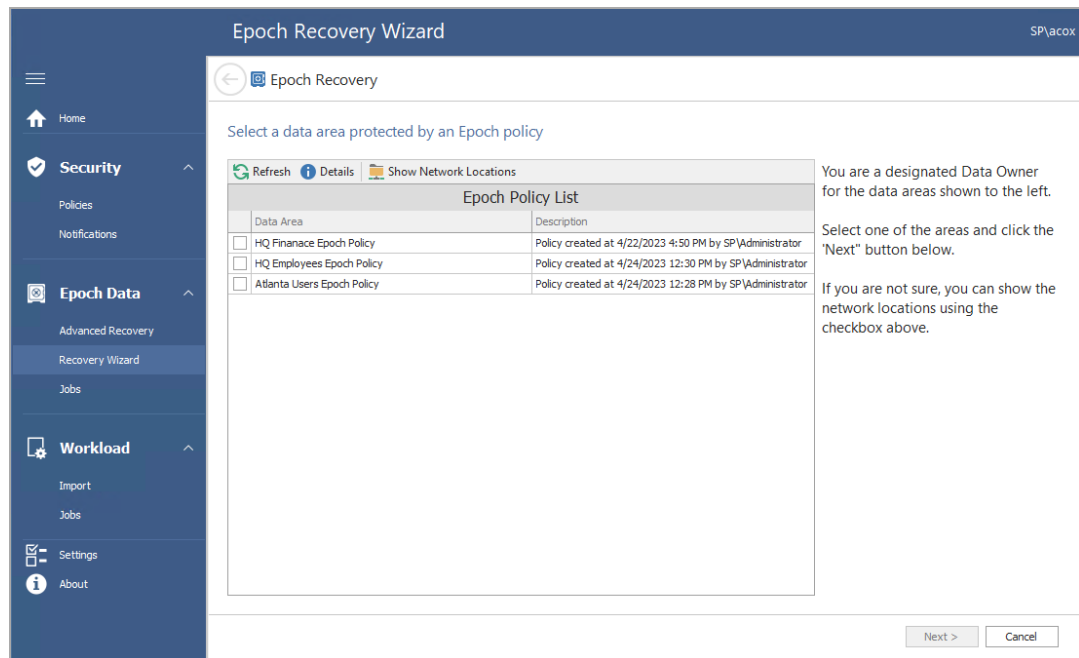 Epoch Recovery Wizard
SP\acox
Epoch Recovery
Home
Security
Policies
Notifications
Epoch Data
Advanced Recovery
Recovery Wizard
Jobs
Workload
Import
Jobs
Settings
About
Select a data area protected by an Epoch policy
Refresh Details Show Network Locations
Epoch Policy List
Data Area Description
HQ Finanace Epoch Policy Policy created at 4/22/2023 4:50 PM by SP\Administrator
HQ Employees Epoch Policy Policy created at 4/24/2023 12:30 PM by SP\Administrator
Atlanta Users Epoch Policy Policy created at 4/24/2023 12:28 PM by SP\Administrator
You are a designated Data Owner
for the data areas shown to the left.
Select one of the areas and click the
'Next" button below.
If you are not sure, you can show the
network locations using the
checkbox above.
Next >
Cancel